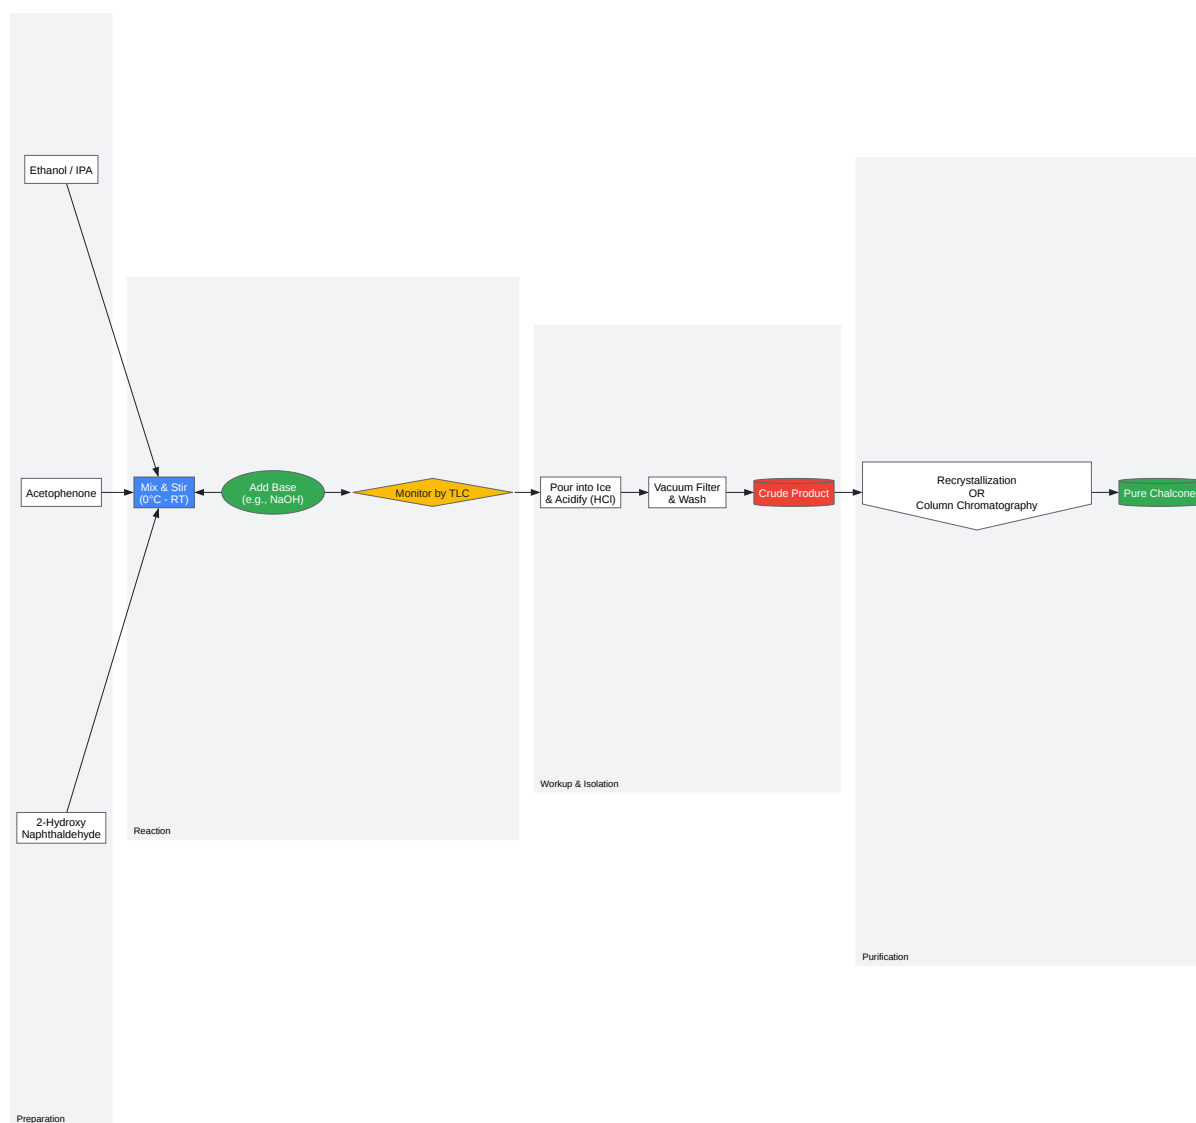 Ethanol / IPA
Acetophenone
2-Hydroxy
Naphthaldehyde
Preparation
Mix & Stir
(0°C - RT)
Add Base
(e.g., NaOH)
Monitor by TLC
Reaction
Pour into Ice
& Acidify (HCl)
Vacuum Filter
& Wash
Crude Product
Workup & Isolation
Recrystallization
OR
Column Chromatography
Pure Chalcone
Purification